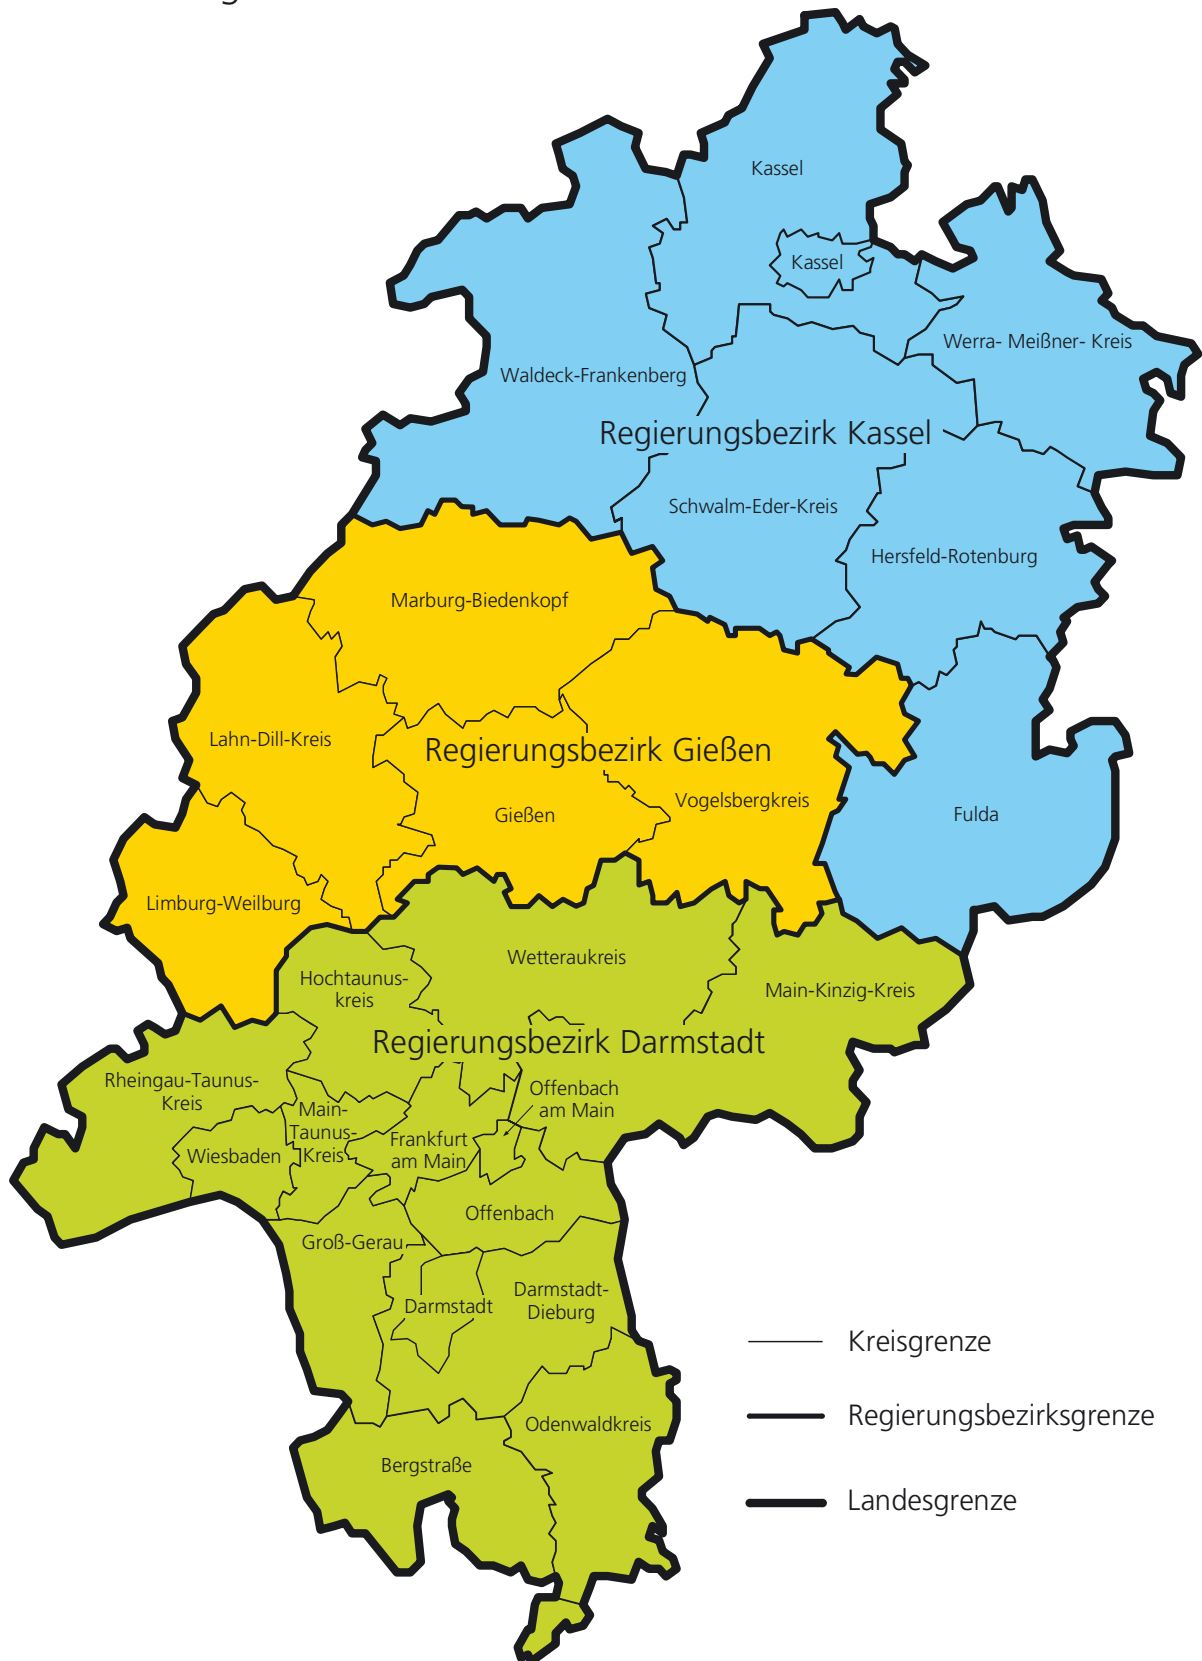 Kassel
Kassel
Werra- Meißner- Kreis
Waldeck-Frankenberg
Regierungsbezirk Kassel
Schwalm-Eder-Kreis
Hersfeld-Rotenburg
Marburg-Biedenkopf
Lahn-Dill-Kreis
Regierungsbezirk Gießen
Vogelsbergkreis
Gießen
Fulda
Limburg-Weilburg
Wetteraukreis
Hochtaunus-
kreis
Main-Kinzig-Kreis
Regierungsbezirk Darmstadt
Rheingau-Taunus-
Kreis
Offenbach
am Main
Main-
Taunus-
Kreis
Frankfurt
am Main
Wiesbaden
Offenbach
Groß-Gerau
Darmstadt-
Dieburg
Darmstadt
Odenwaldkreis
Bergstraße
Kreisgrenze
Regierungsbezirksgrenze
Landesgrenze